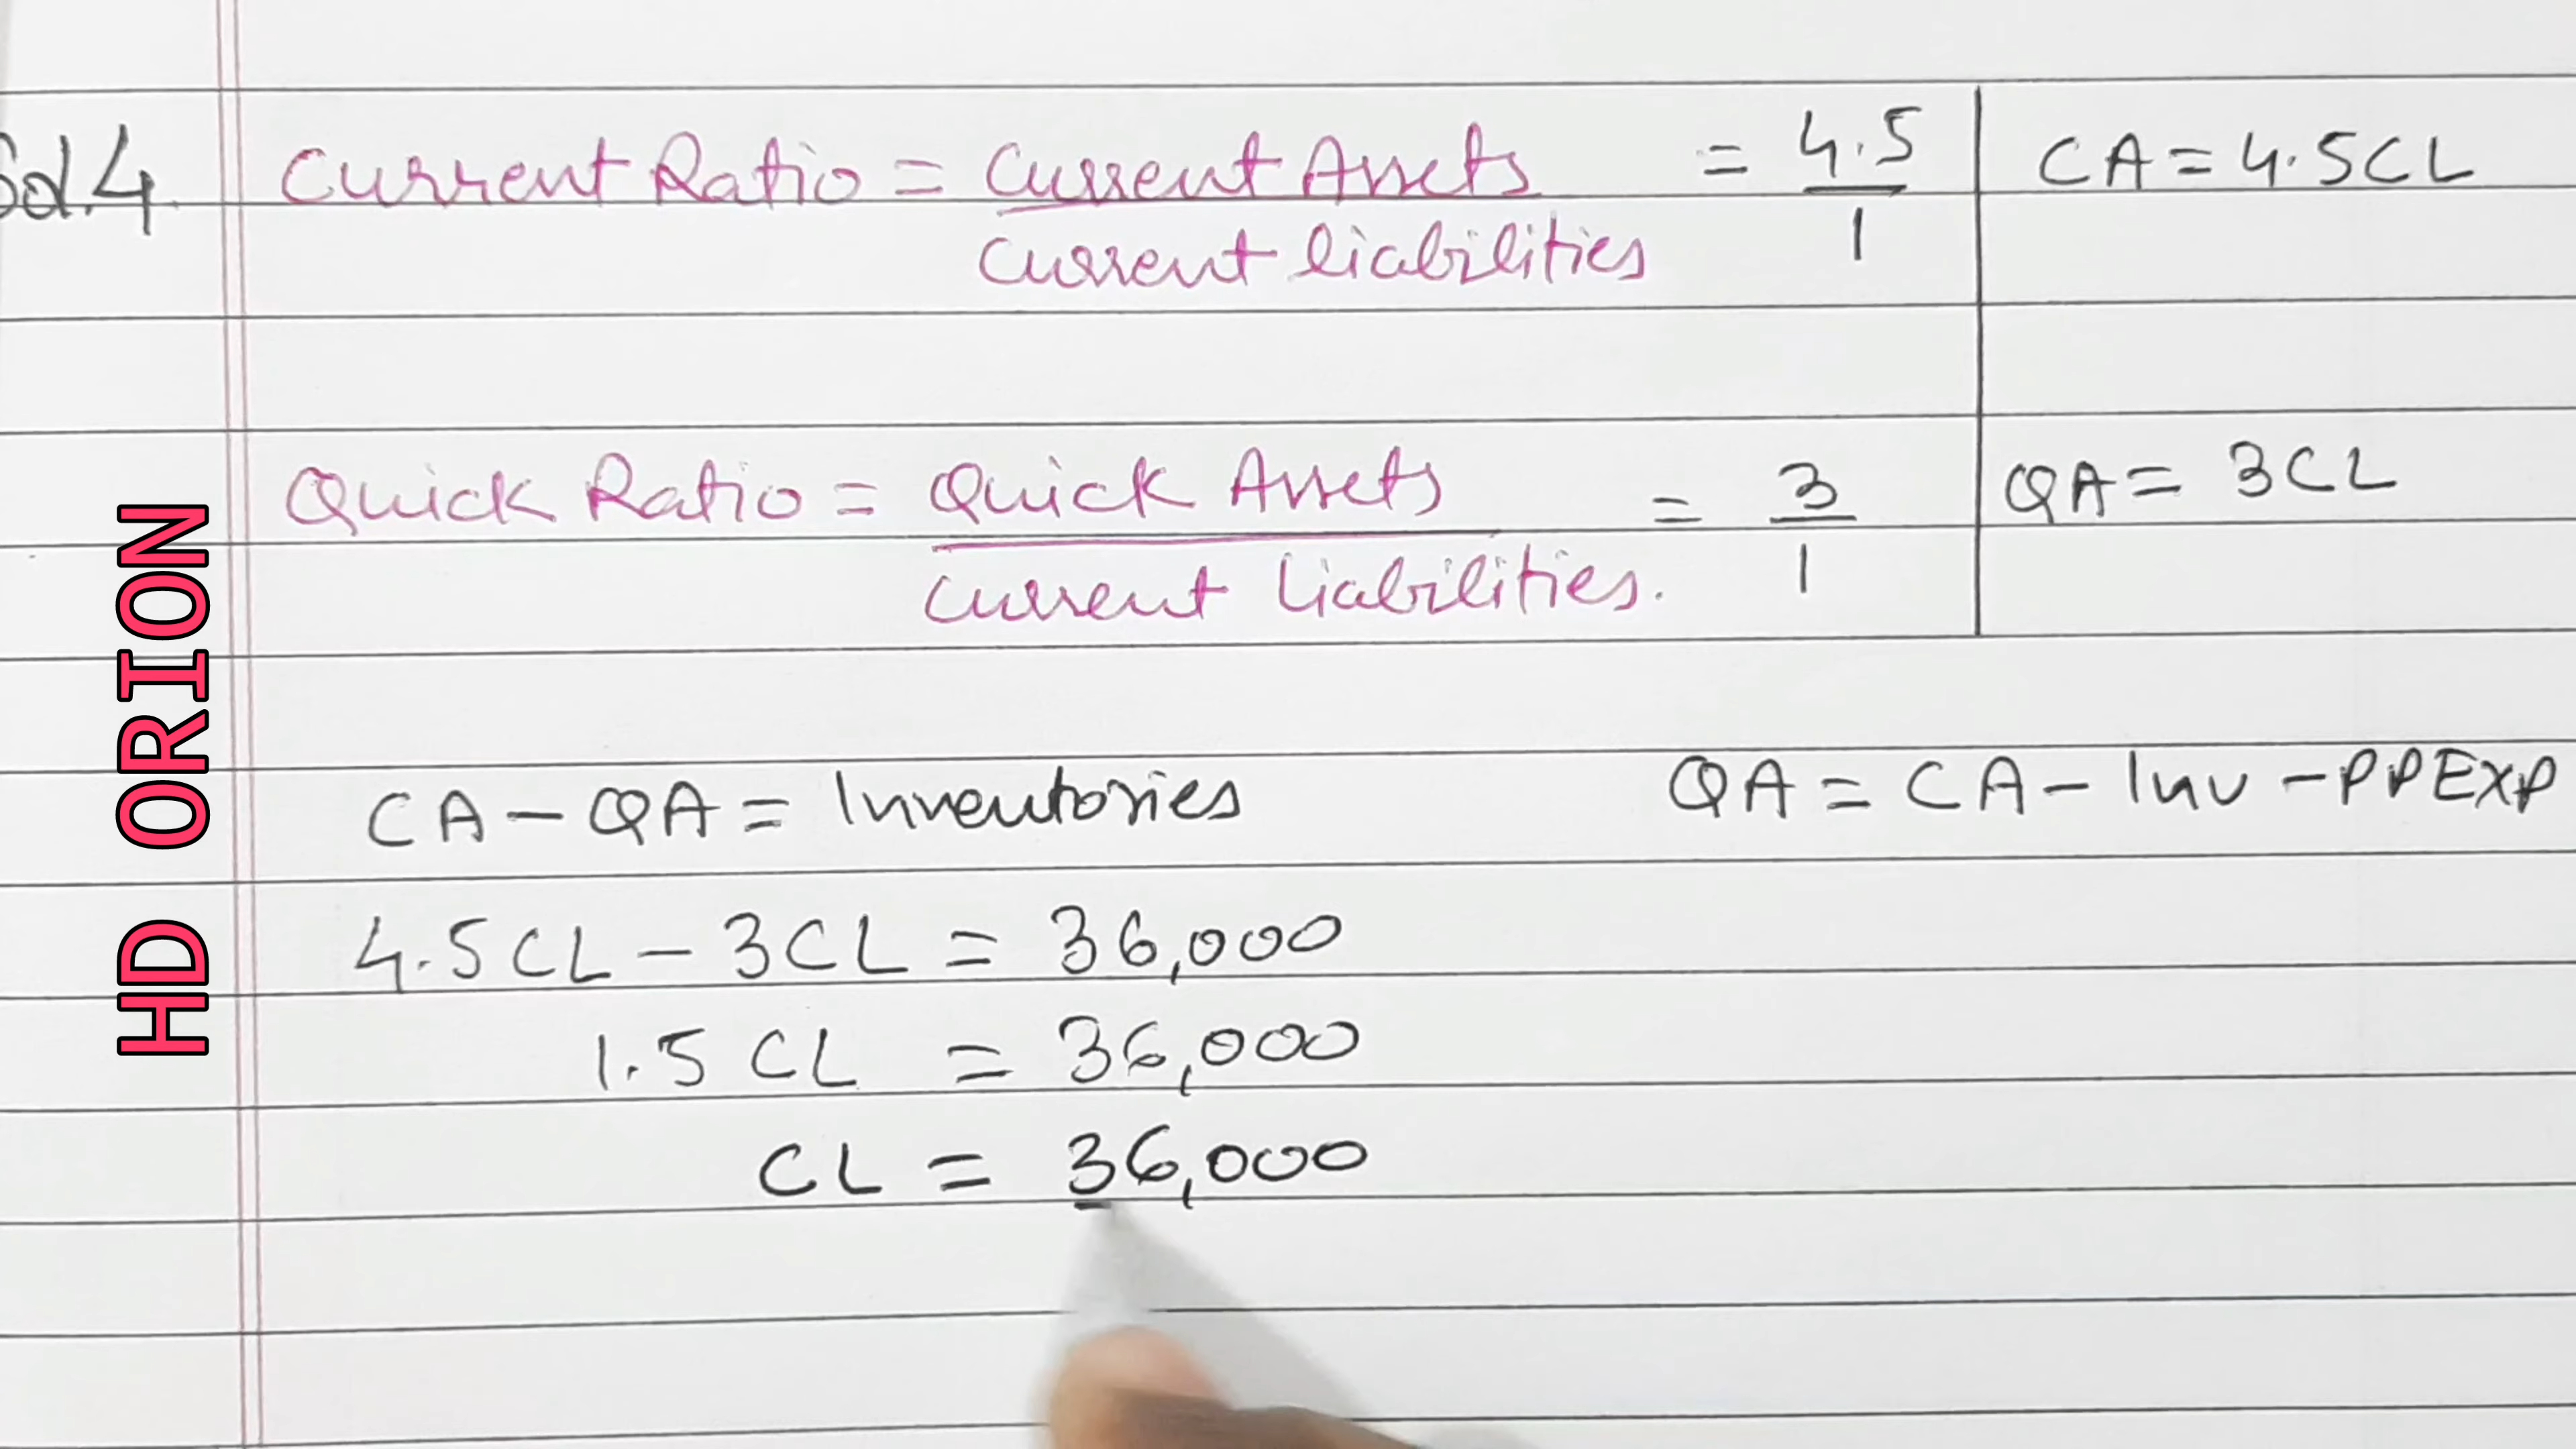 Sol.4 Current Ratio = Current Assets = 4.5 CA = 4.5CL
Current liabilities 1
Quick Ratio = Quick Assets = 3 QA = 3CL
Current Liabilities. 1
CA - QA = Inventories QA = CA - Inv - PPEXP
4.5CL - 3CL = 36,000
1.5 CL = 36,000
CL = 36,000
HD ORION